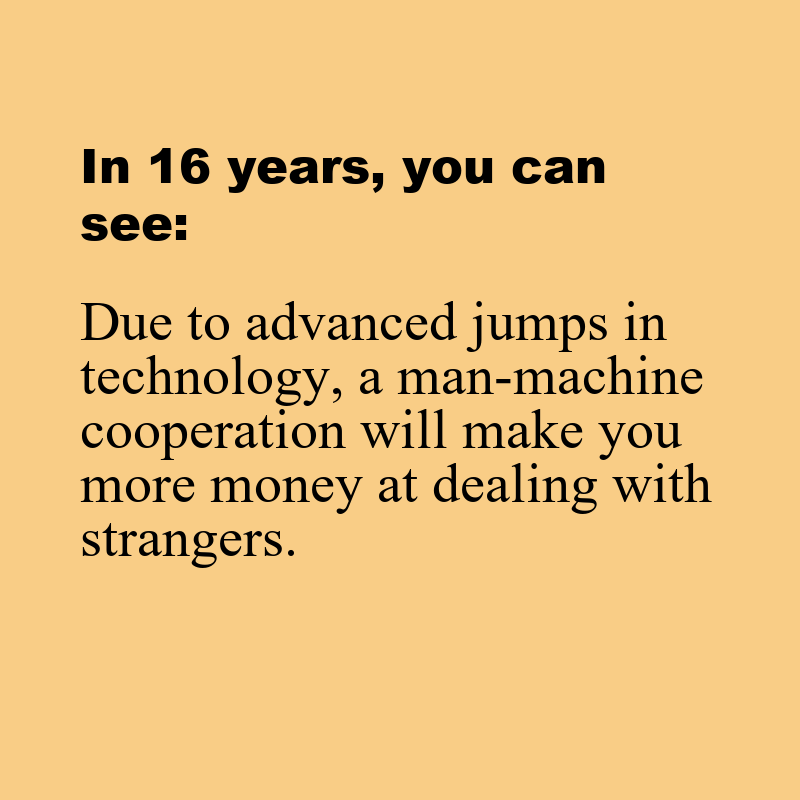 In 16 years, you can
see:
Due to advanced jumps in
technology, a man-machine
cooperation will make you
more money at dealing with
strangers.